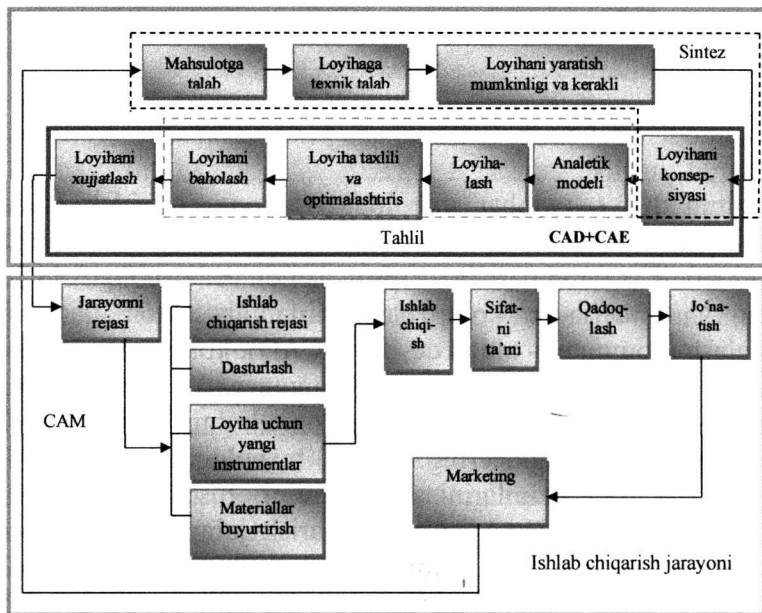 Mahsulotga
talab
Loyihaga
texnik talab
Loyihani yaratish
mumkinligi va kerakli
Sintez
Loyihani
xujjatlash
Loyihani
baholash
Loyiha taxlili
va
optimalashtiris
Loyiha-
lash
Analetik
modeli
Loyihani
konsep-
siyasi
Tahlil
CAD+CAE
Jarayonni
rejasi
Ishlab
chiqarish rejasi
Dasturlash
Loyiha uchun
yangi
instrumentlar
Materiallar
buyurtirish
Ishlab
chiqi-
sh
Sifat-
ni
ta’mi
Qadoq-
lash
Jo‘na-
tish
CAM
Marketing
Ishlab chiqarish jarayoni